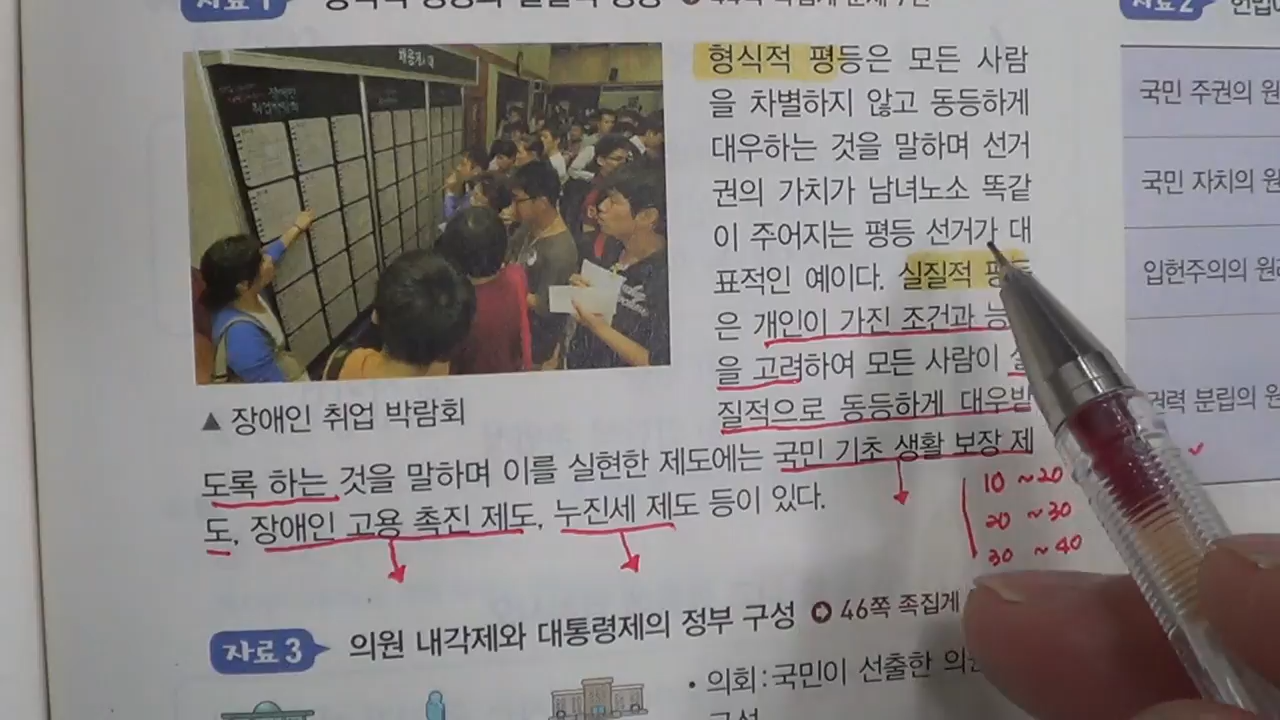 자료1
자료2
형식적 평등은 모든 사람
을 차별하지 않고 동등하게
대우하는 것을 말하며 선거
권의 가치가 남녀노소 똑같
이 주어지는 평등 선거가 대
표적인 예이다. 실질적 평등
은 개인이 가진 조건과
을 고려하여 모든 사람이
질적으로 동등하게 대우받
▲ 장애인 취업 박람회
도록 하는 것을 말하며 이를 실현한 제도에는 국민 기초 생활 보장 제
도, 장애인 고용 촉진 제도, 누진세 제도 등이 있다.
10 ~20
20 ~30
30 ~40
국민 주권의 원
국민 자치의 원
입헌주의의 원
권력 분립의 원
자료3 의원 내각제와 대통령제의 정부 구성 46쪽 족집게
• 의회: 국민이 선출한